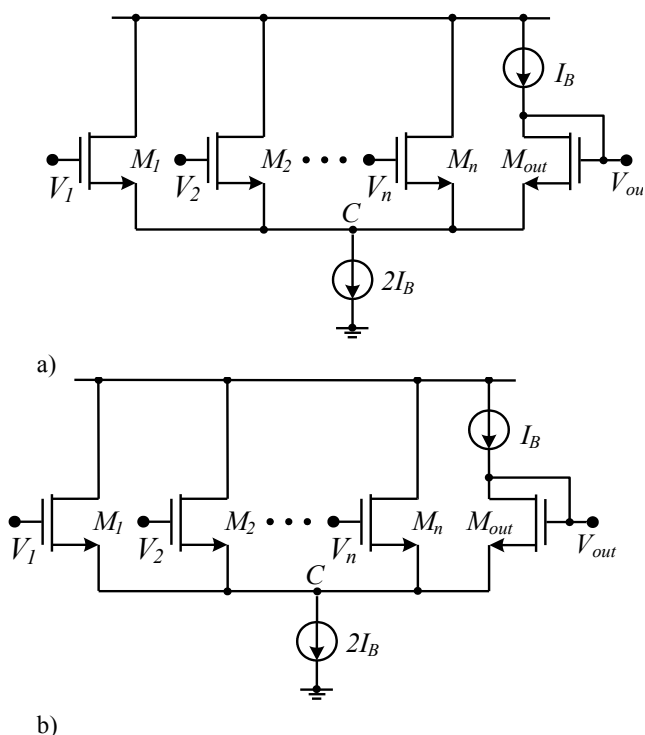 I_B
M_1 M_2 • • • M_n M_out
V_1 V_2 V_n V_ou
C
2I_B
a)
I_B
M_1 M_2 • • • M_n M_out
V_1 V_2 V_n V_out
C
2I_B
b)